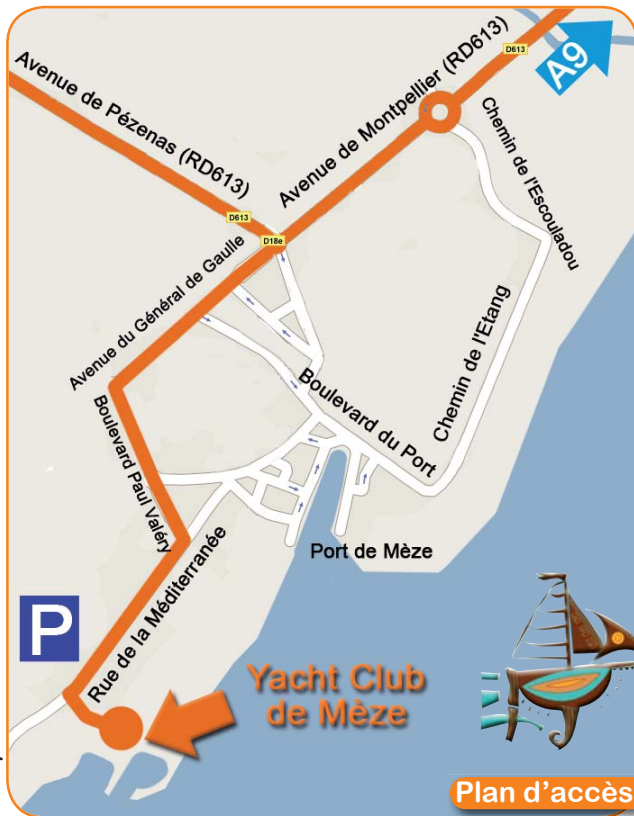 A9
D613
Avenue de Pézenas (RD613)
Avenue de Montpellier (RD613)
Chemin de l'Escouladou
D613
D18e
Avenue du Général de Gaulle
Chemin de l'Etang
Boulevard du Port
Boulevard Paul Valéry
Port de Mèze
Rue de la Méditerranée
P
Yacht Club
de Mèze
Plan d'accès